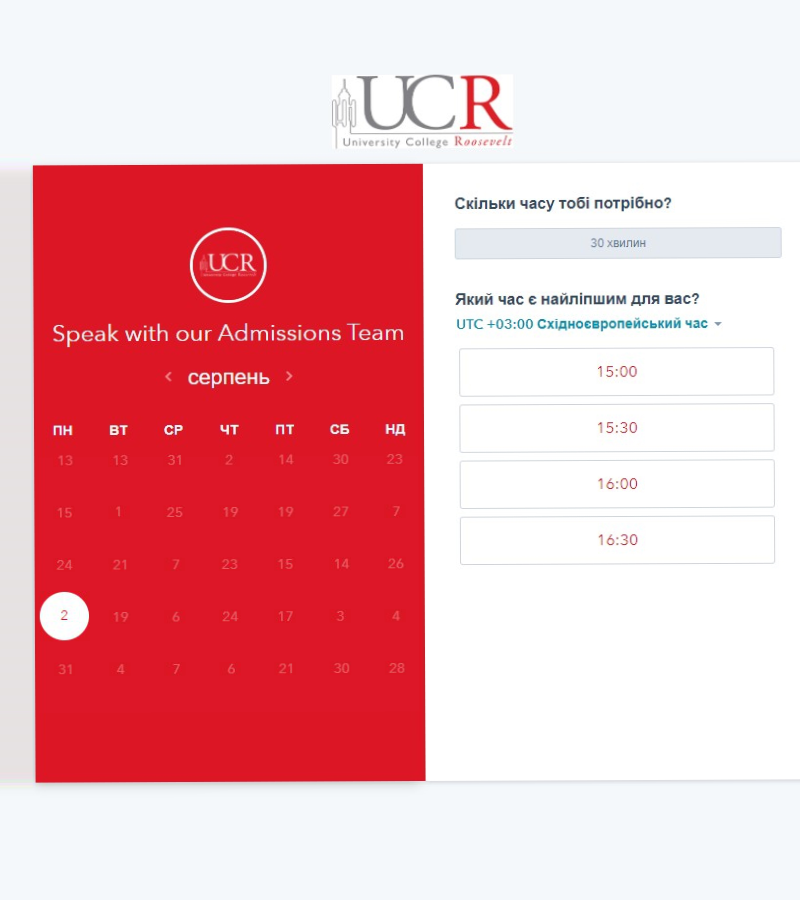 UCR
University College Roosevelt
UCR
Speak with our Admissions Team
серпень
ПН ВТ СР ЧТ ПТ СБ НД
13 13 31 2 14 30 23
15 1 25 19 19 27 7
24 21 7 23 15 14 26
2 19 6 24 17 3 4
31 4 7 6 21 30 28
Скільки часу тобі потрібно?
30 хвилин
Який час є найліпшим для вас?
UTC +03:00 Східноєвропейський час
15:00
15:30
16:00
16:30